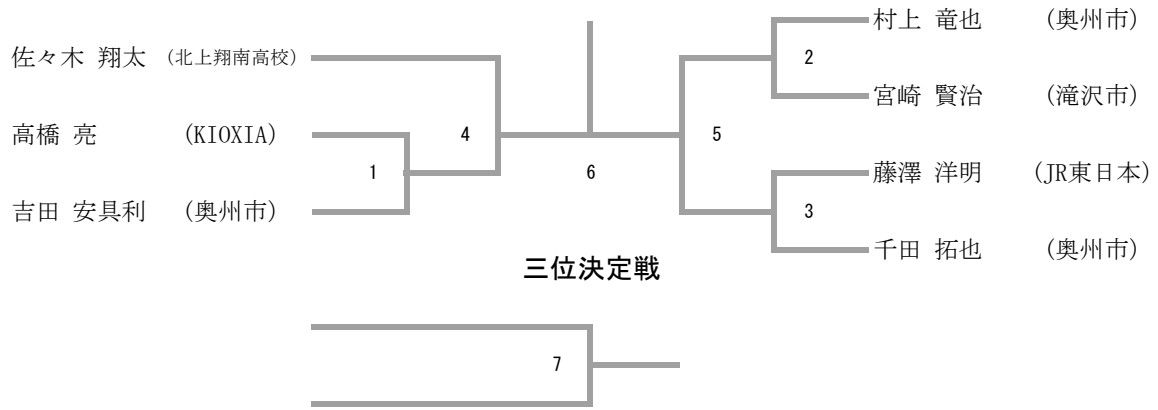 佐々木 翔太 (北上翔南高校)
高橋 亮 (KIOXIA)
吉田 安具利 (奥州市)
1
4
6
村上 竜也 (奥州市)
2
宮崎 賢治 (滝沢市)
5
藤澤 洋明 (JR東日本)
3
千田 拓也 (奥州市)
三位決定戦
7